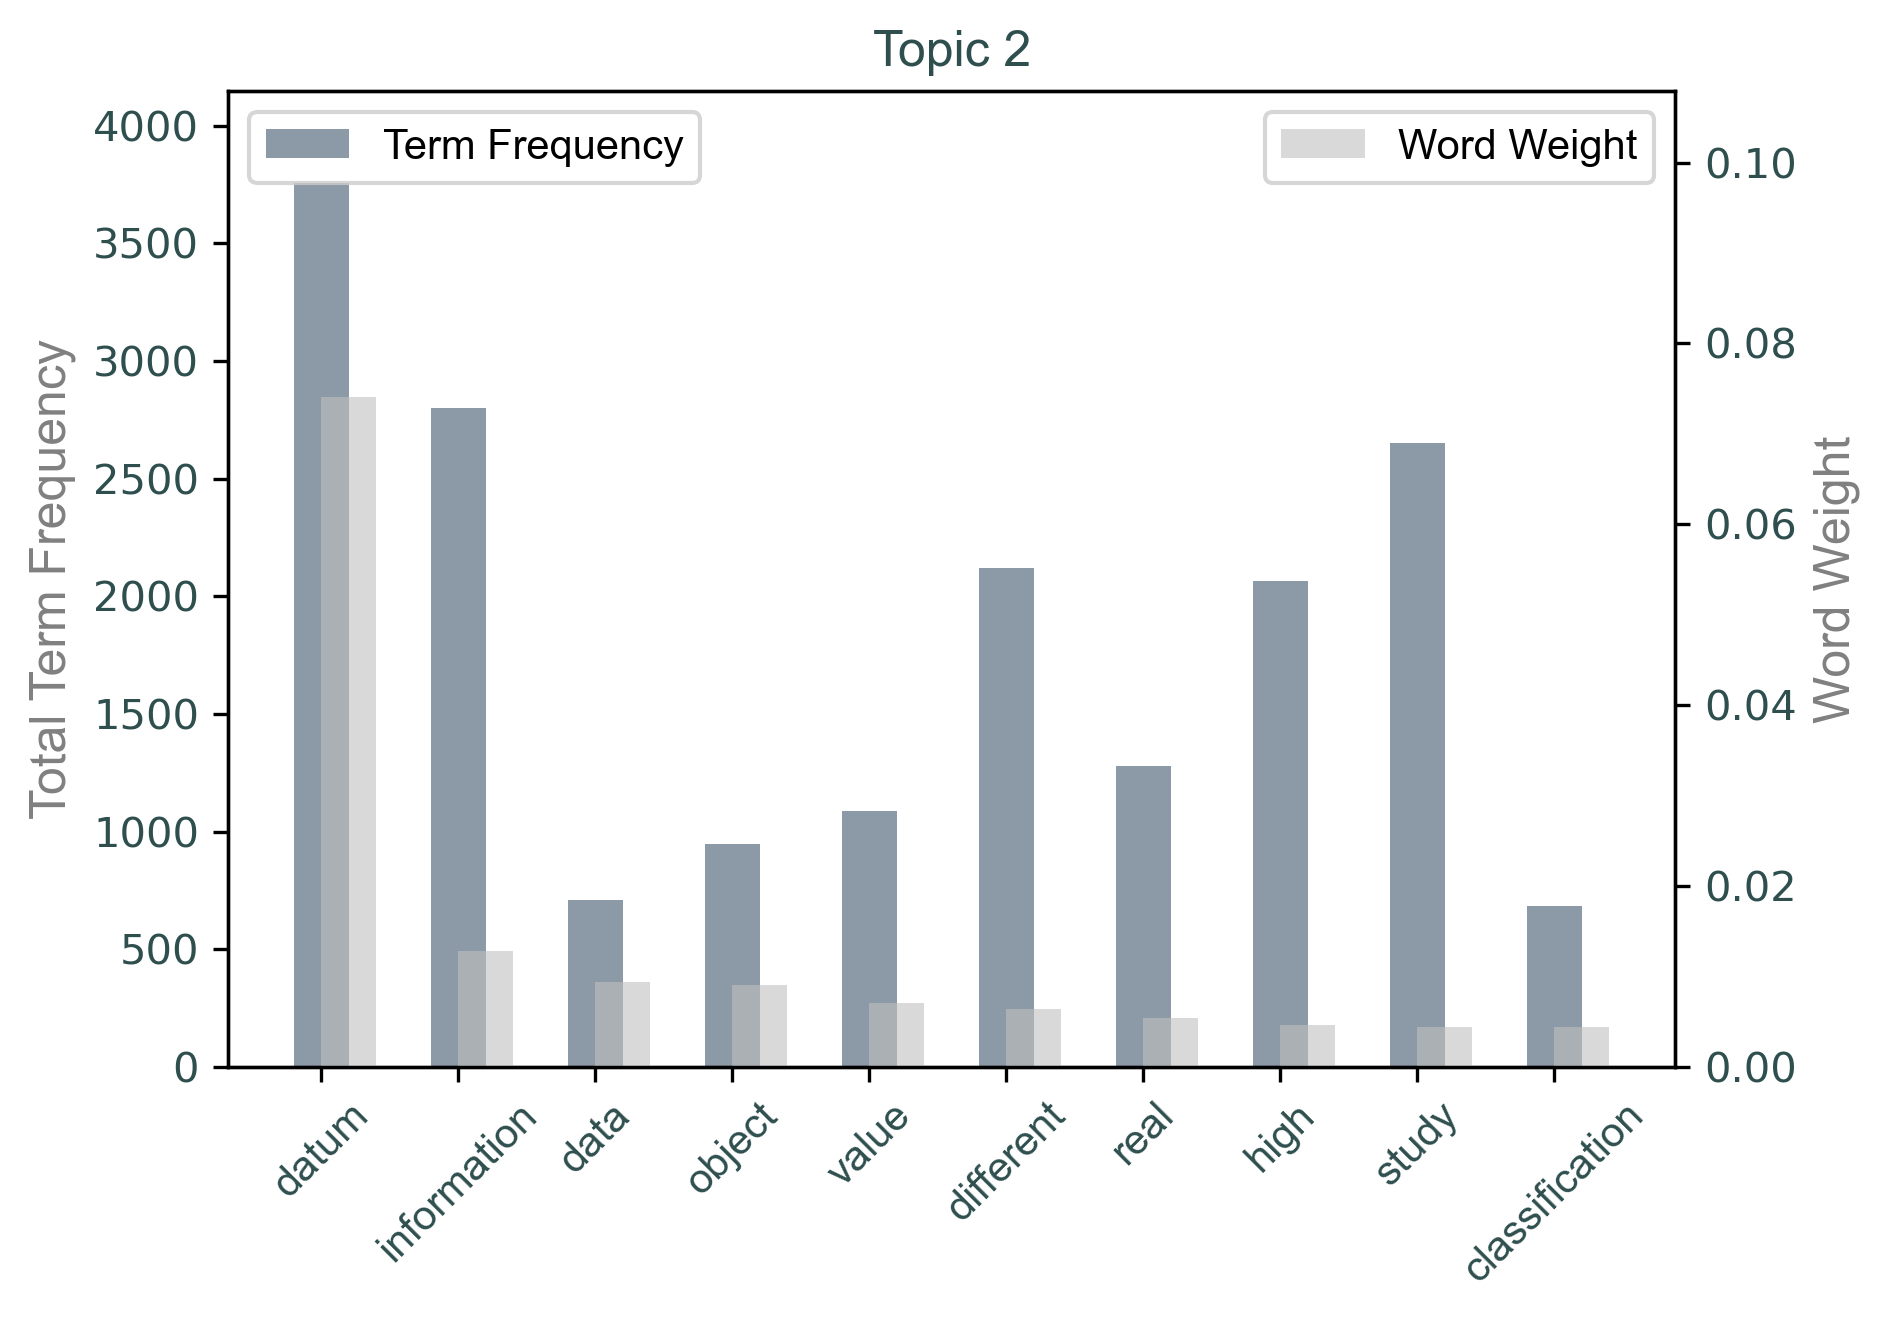 Topic 2
Term Frequency
Word Weight
4000
3500
3000
2500
2000
1500
1000
500
0
Total Term Frequency
0.10
0.08
0.06
0.04
0.02
0.00
Word Weight
datum
information
data
object
value
different
real
high
study
classification